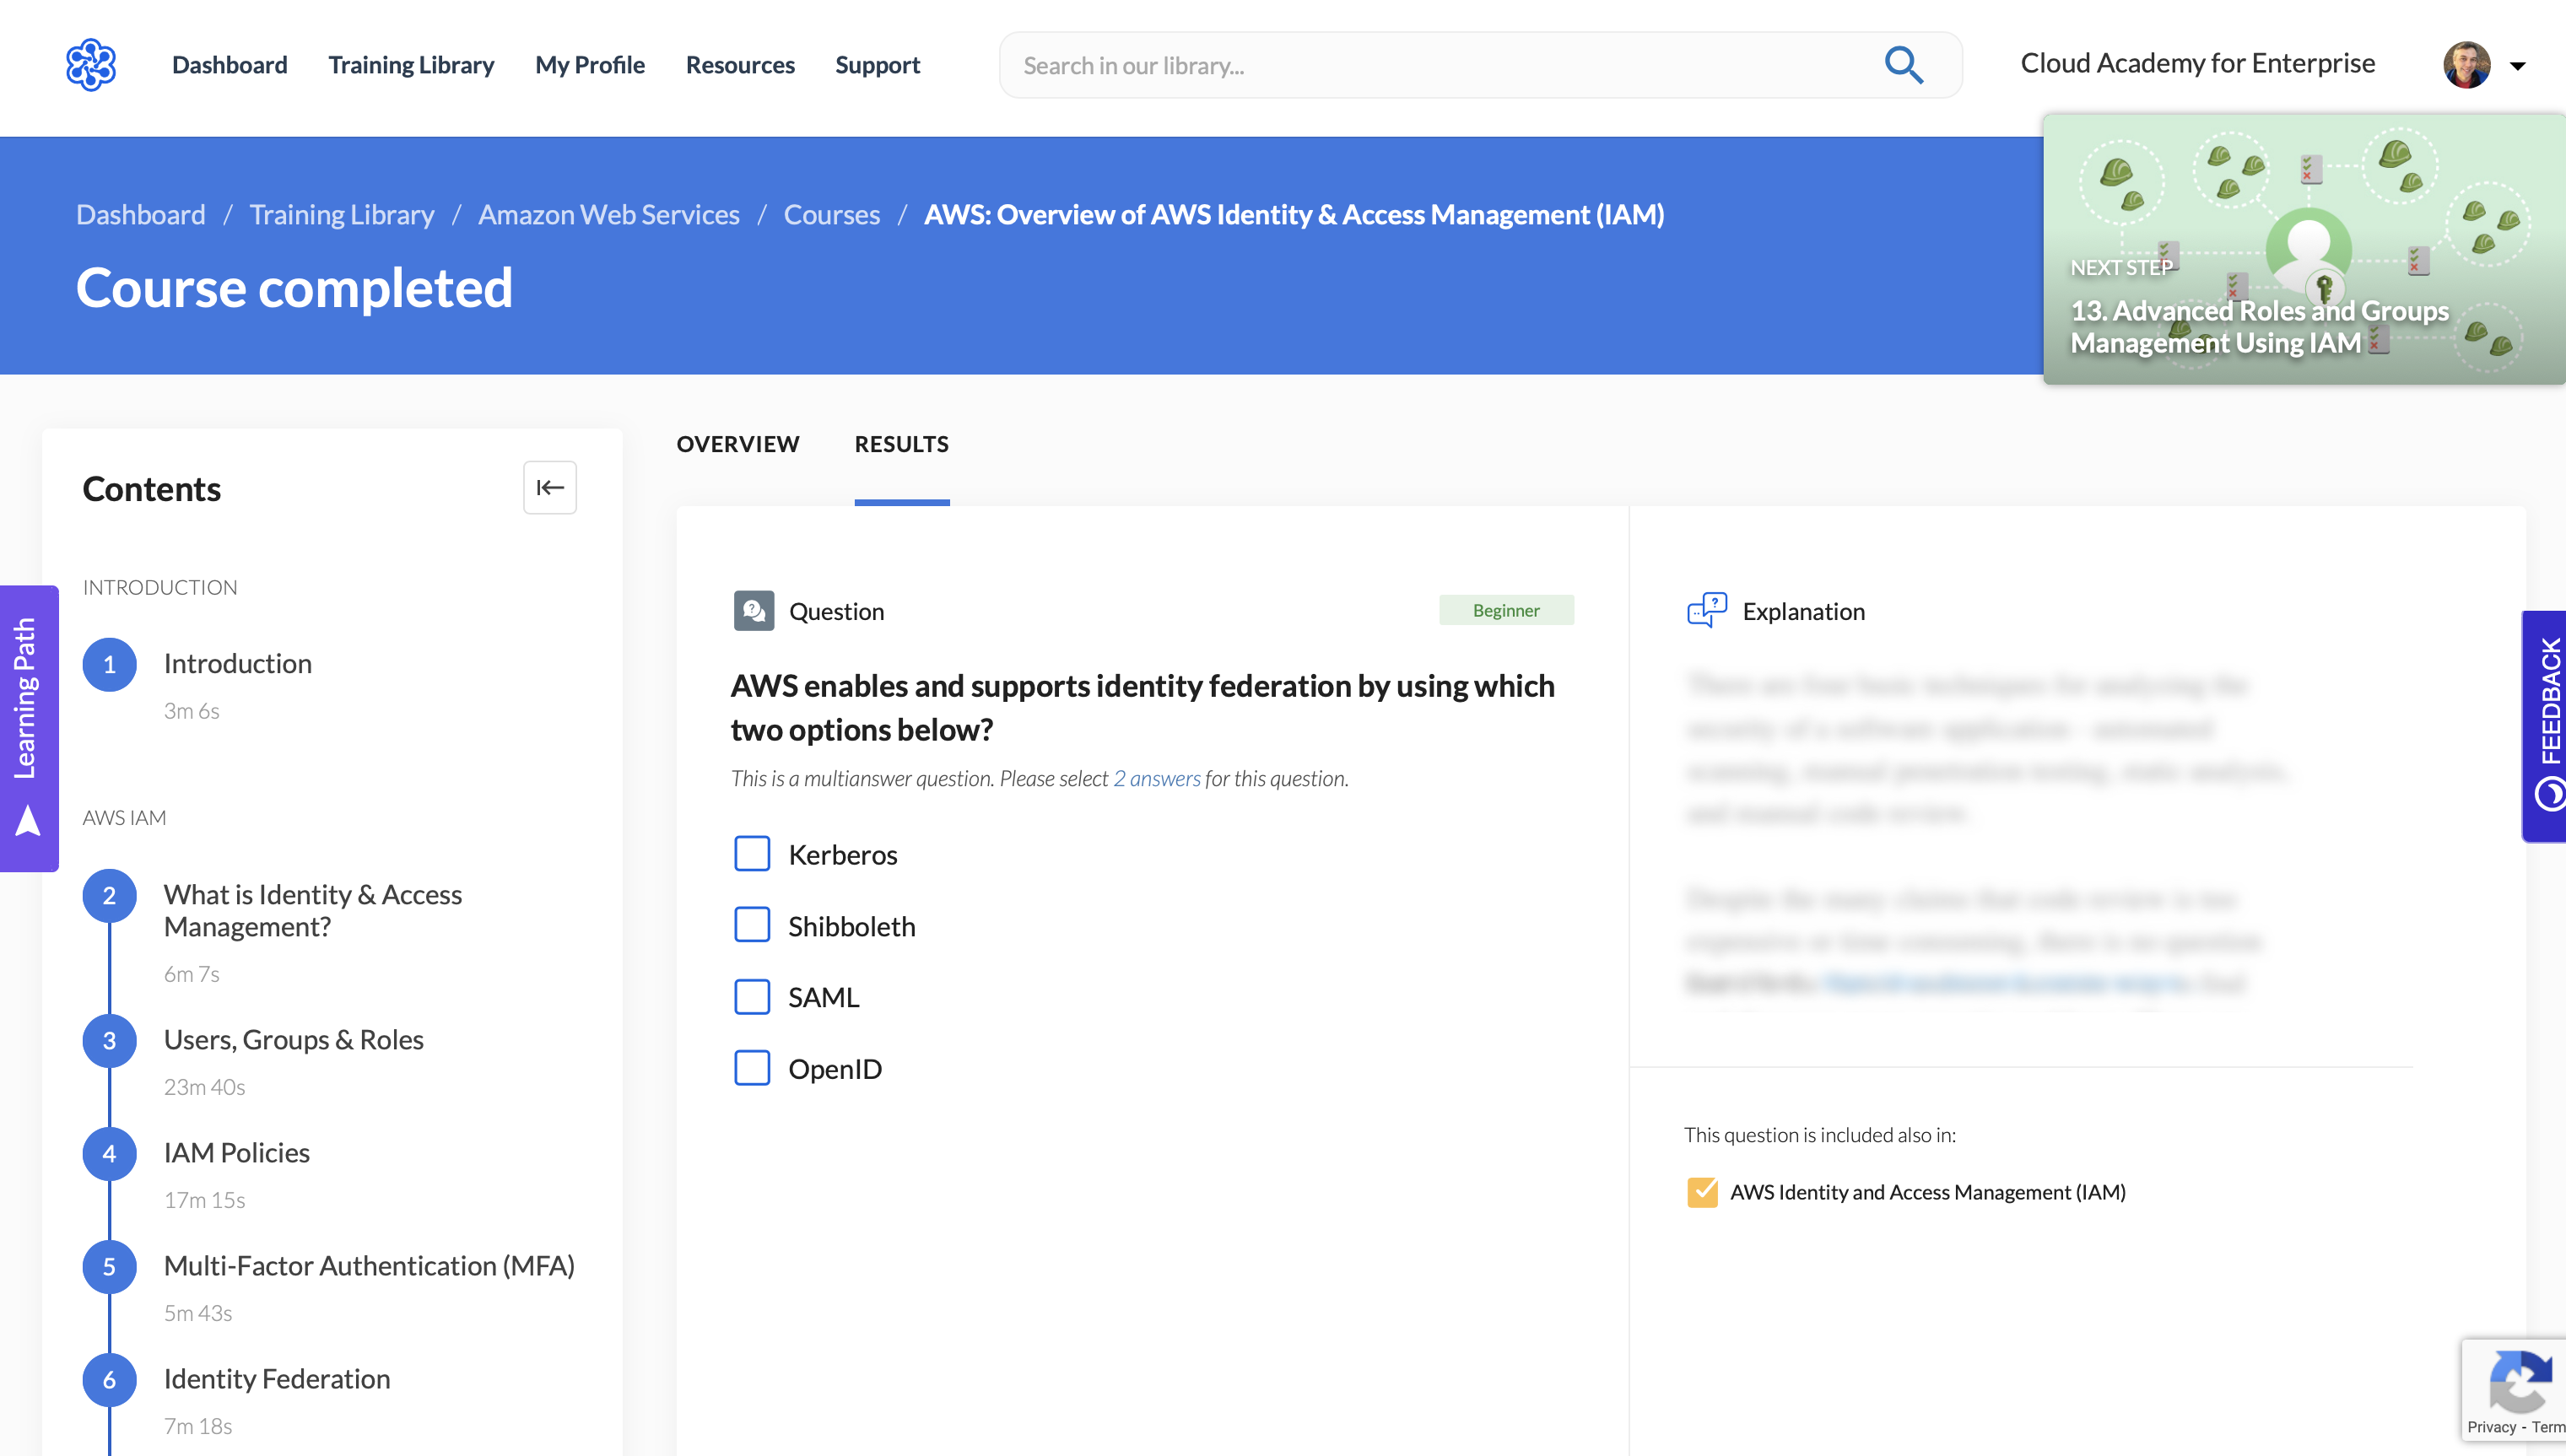 Dashboard Training Library My Profile Resources Support Search in our library... Cloud Academy for Enterprise
Dashboard / Training Library / Amazon Web Services / Courses / AWS: Overview of AWS Identity & Access Management (IAM)
Course completed
NEXT STEP
13. Advanced Roles and Groups
Management Using IAM
Learning Path
Contents
INTRODUCTION
1 Introduction
3m 6s
AWS IAM
2 What is Identity & Access
Management?
6m 7s
3 Users, Groups & Roles
23m 40s
4 IAM Policies
17m 15s
5 Multi-Factor Authentication (MFA)
5m 43s
6 Identity Federation
7m 18s
OVERVIEW RESULTS
Question Beginner
AWS enables and supports identity federation by using which
two options below?
This is a multianswer question. Please select 2 answers for this question.
Kerberos
Shibboleth
SAML
OpenID
Explanation
This question is included also in:
AWS Identity and Access Management (IAM)
FEEDBACK
Privacy -